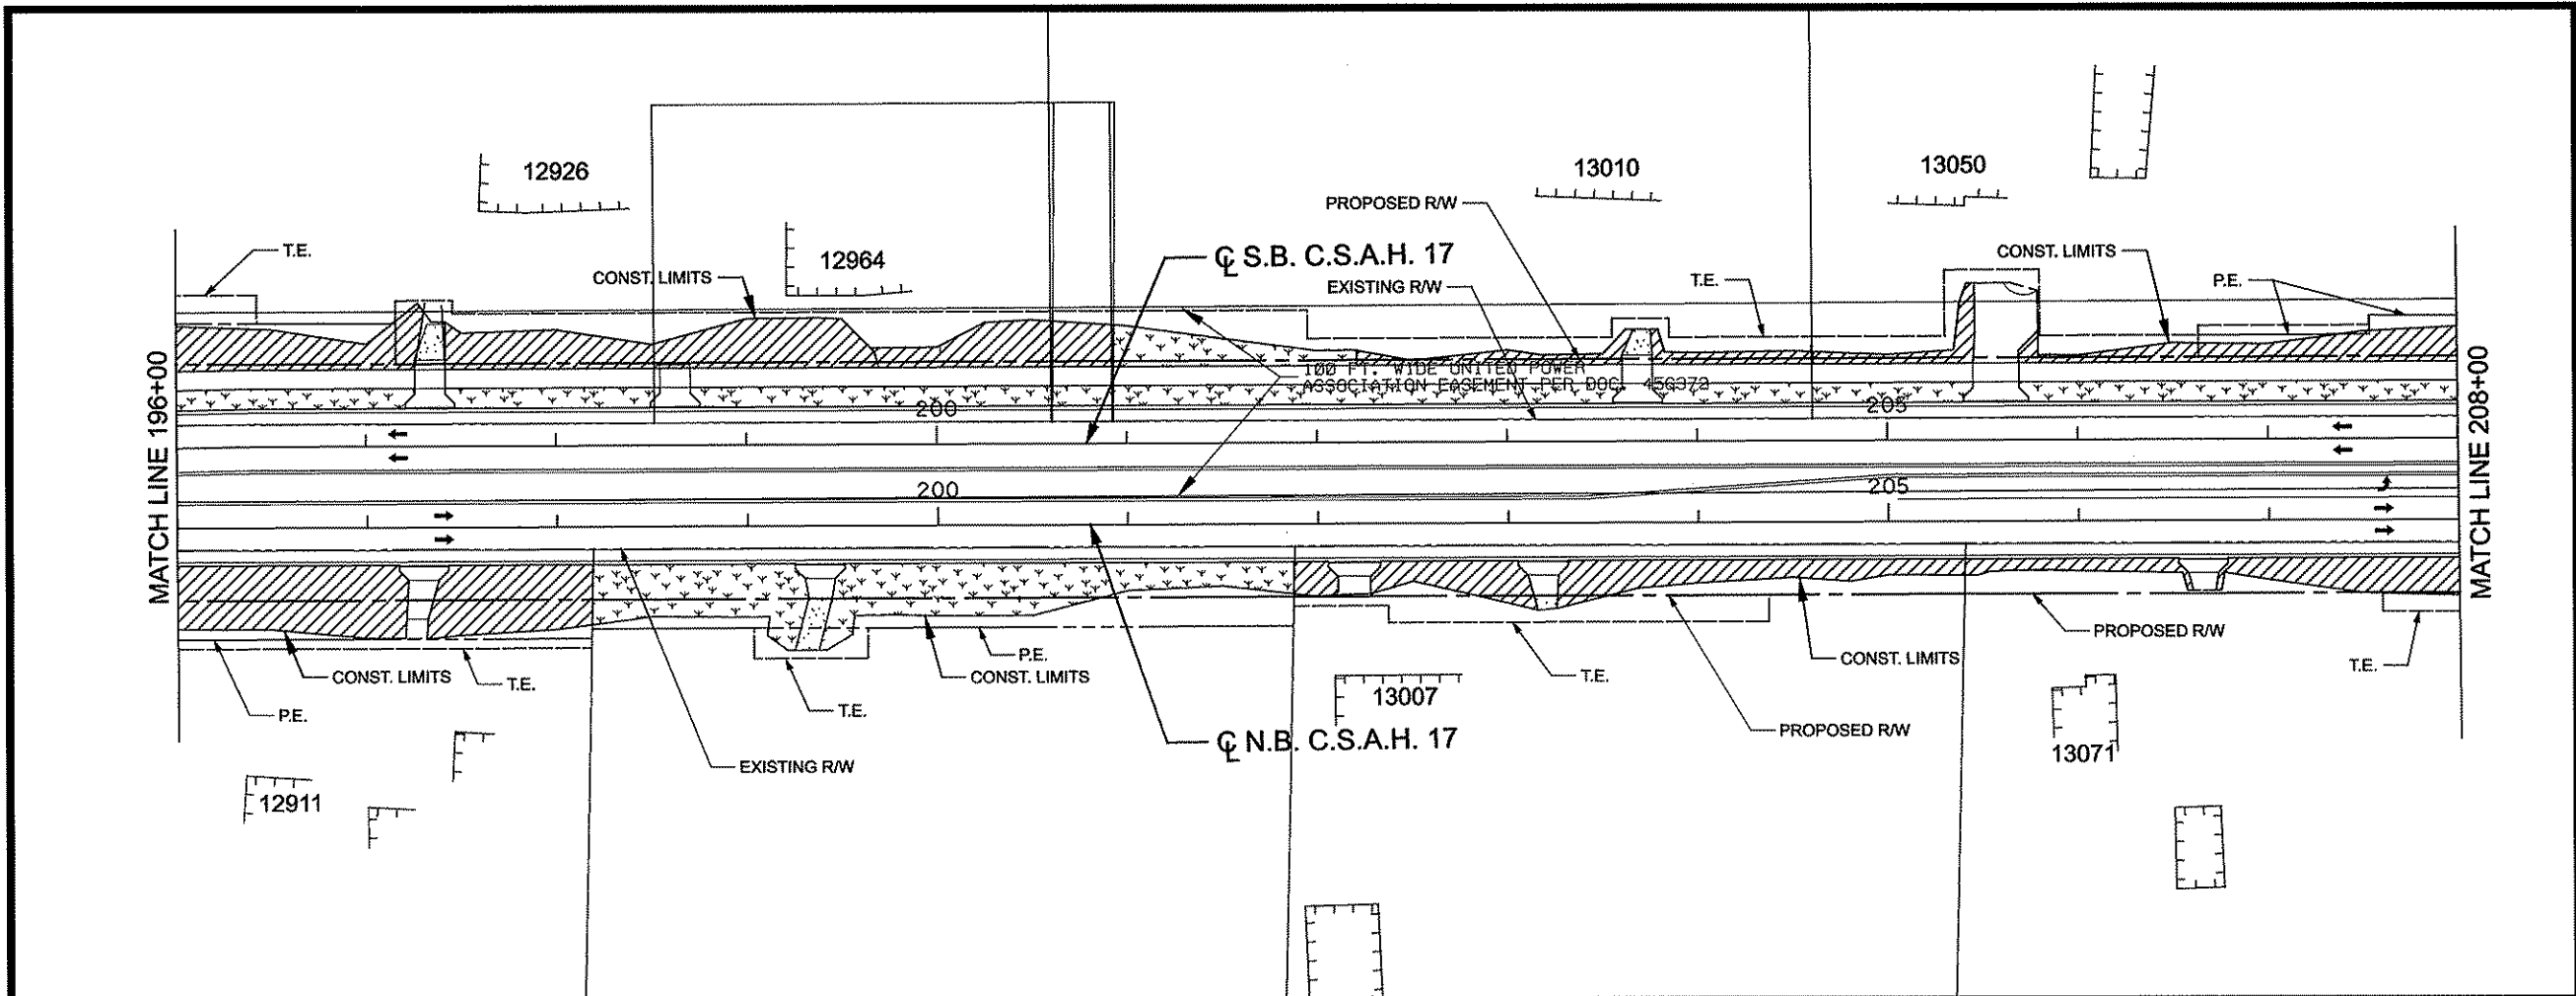 12926
13010
13050
PROPOSED R/W
T.E.
℄ S.B. C.S.A.H. 17
CONST. LIMITS
12964
CONST. LIMITS
EXISTING R/W
T.E.
P.E.
MATCH LINE 196+00
MATCH LINE 208+00
100 FT. WIDE UNITED POWER
ASSOCIATION EASEMENT PER DOC. 456372
200
205
200
205
CONST. LIMITS
T.E.
P.E.
CONST. LIMITS
T.E.
CONST. LIMITS
PROPOSED R/W
T.E.
P.E.
T.E.
13007
PROPOSED R/W
℄ N.B. C.S.A.H. 17
13071
EXISTING R/W
12911